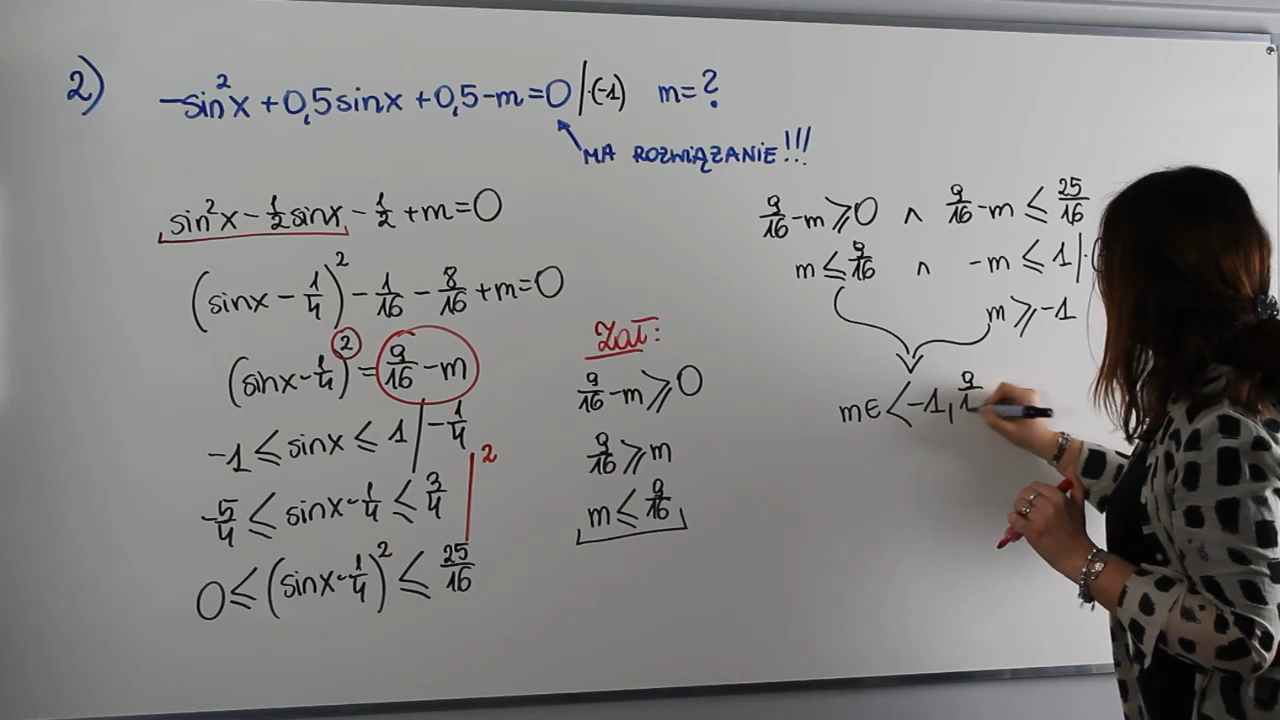 2) -sin²x + 0,5sinx + 0,5 - m = 0 |·(-1) m = ?
MA ROZWIĄZANIE!!!
sin²x - 1/2 sinx - 1/2 + m = 0
(sinx - 1/4)² - 1/16 - 8/16 + m = 0
(sinx - 1/4)² = 9/16 - m
-1 ≤ sinx ≤ 1 | - 1/4
-5/4 ≤ sinx - 1/4 ≤ 3/4 |²
0 ≤ (sinx - 1/4)² ≤ 25/16
Zał:
9/16 - m ≥ 0
9/16 ≥ m
m ≤ 9/16
9/16 - m ≥ 0 ∧ 9/16 - m ≤ 25/16
m ≤ 9/16 ∧ -m ≤ 1 |·(
m ≥ -1
m ∈ <-1, 9/1